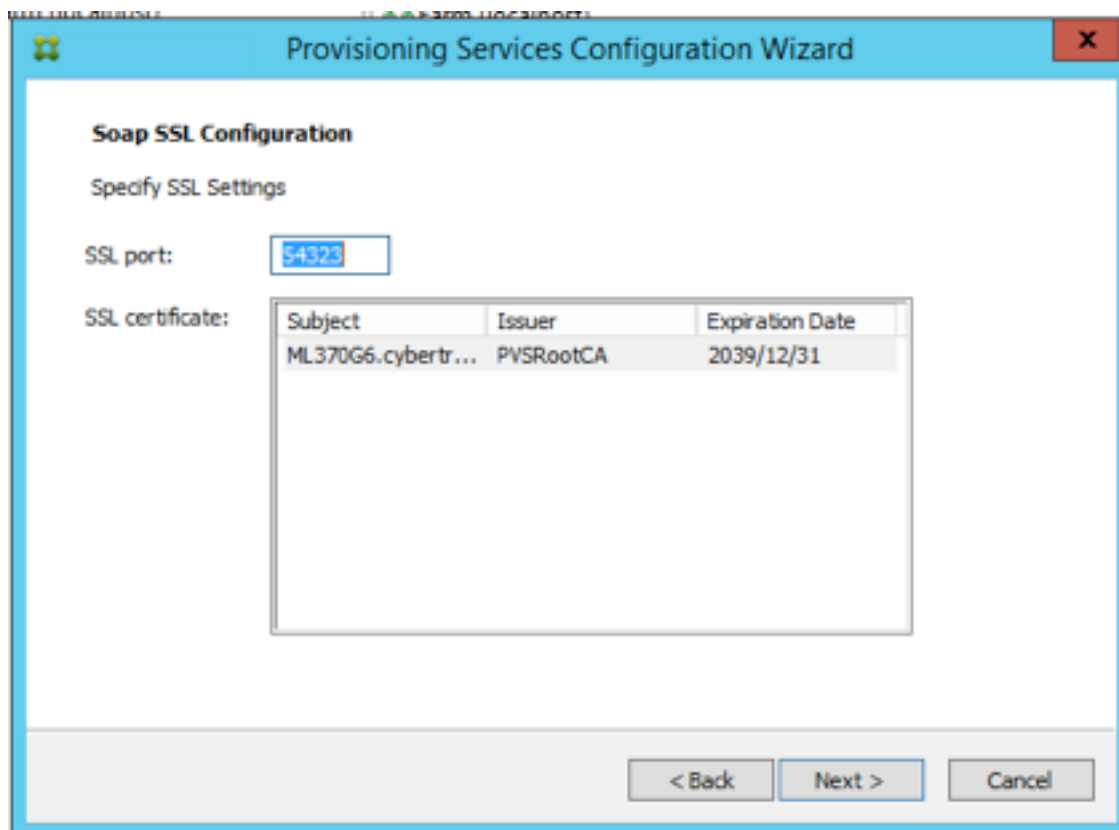 Provisioning Services Configuration Wizard
Soap SSL Configuration
Specify SSL Settings
SSL port: 54323
SSL certificate:
Subject Issuer Expiration Date
ML370G6.cybertr... PVSRootCA 2039/12/31
< Back Next > Cancel